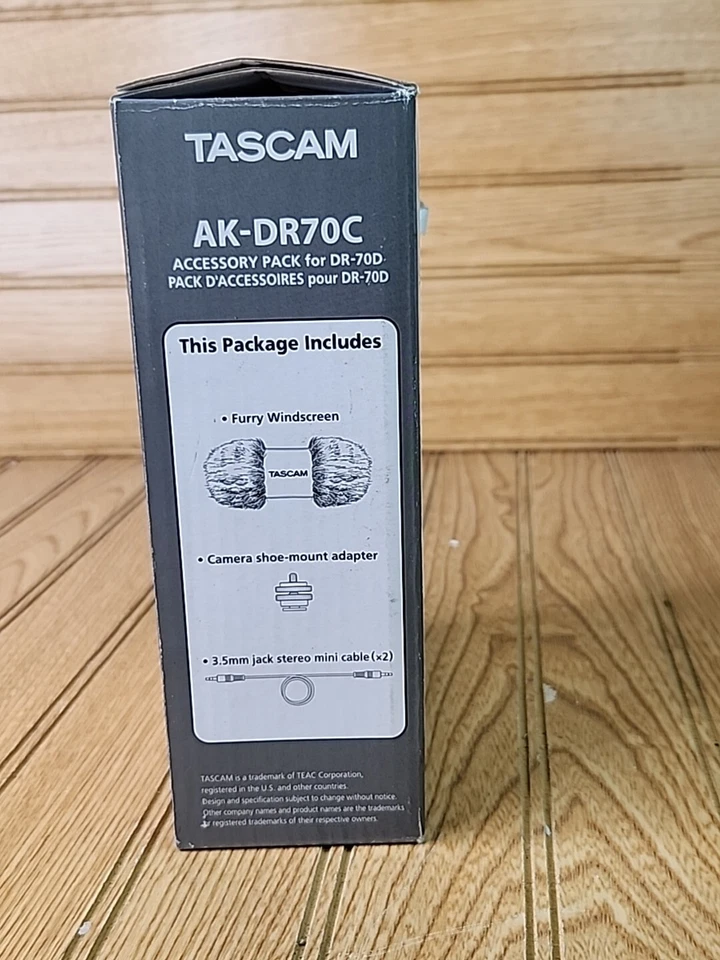 TASCAM
AK-DR70C
ACCESSORY PACK for DR-70D
PACK D'ACCESSOIRES pour DR-70D
This Package Includes
• Furry Windscreen
TASCAM
• Camera shoe-mount adapter
• 3.5mm jack stereo mini cable (×2)
TASCAM is a trademark of TEAC Corporation,
registered in the U.S. and other countries.
Design and specification subject to change without notice.
Other company names and product names are the trademarks
or registered trademarks of their respective owners.